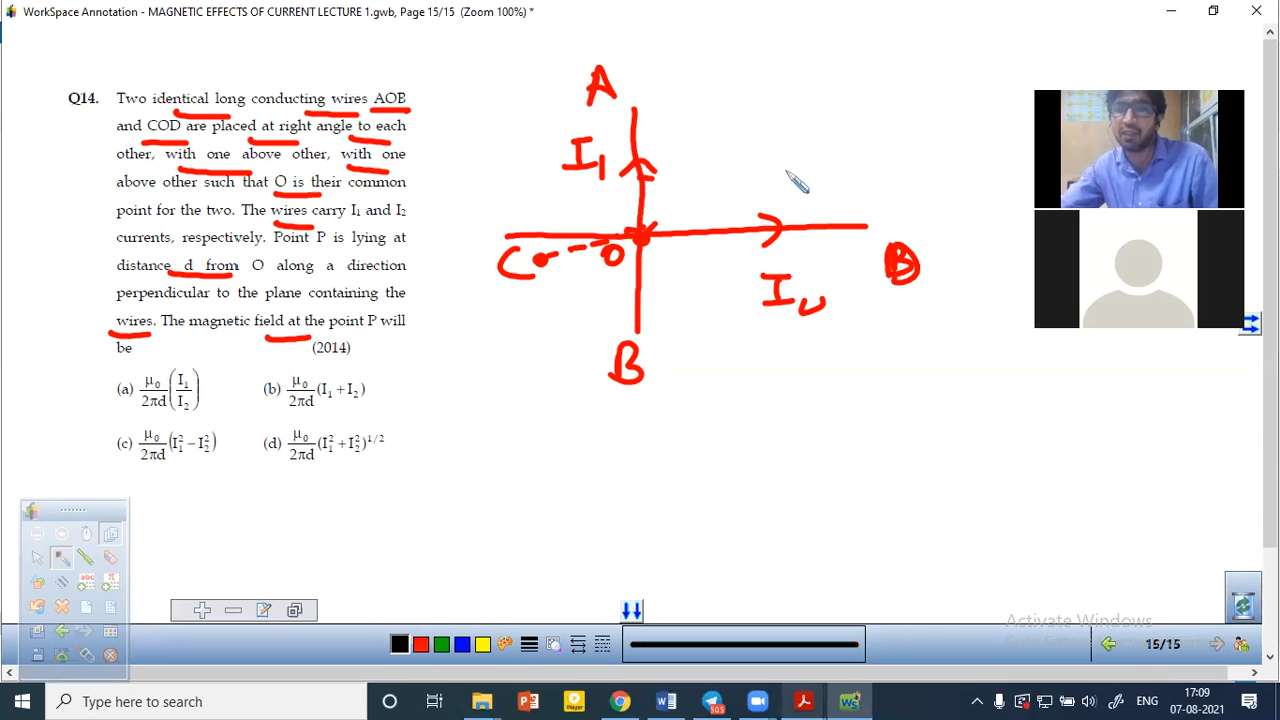 WorkSpace Annotation - MAGNETIC EFFECTS OF CURRENT LECTURE 1.gwb, Page 15/15 (Zoom 100%) *
Q14. Two identical long conducting wires AOB
and COD are placed at right angle to each
other, with one above other, with one
above other such that O is their common
point for the two. The wires carry I₁ and I₂
currents, respectively. Point P is lying at
distance d from O along a direction
perpendicular to the plane containing the
wires. The magnetic field at the point P will
be (2014)
(a) μ₀/2πd (I₁/I₂) (b) μ₀/2πd (I₁ + I₂)
(c) μ₀/2πd (I₁² − I₂²) (d) μ₀/2πd (I₁² + I₂²)^1/2
A
I₁
C O
I₂
B
Activate Windows
15/15
Type here to search
ENG
17:09
07-08-2021